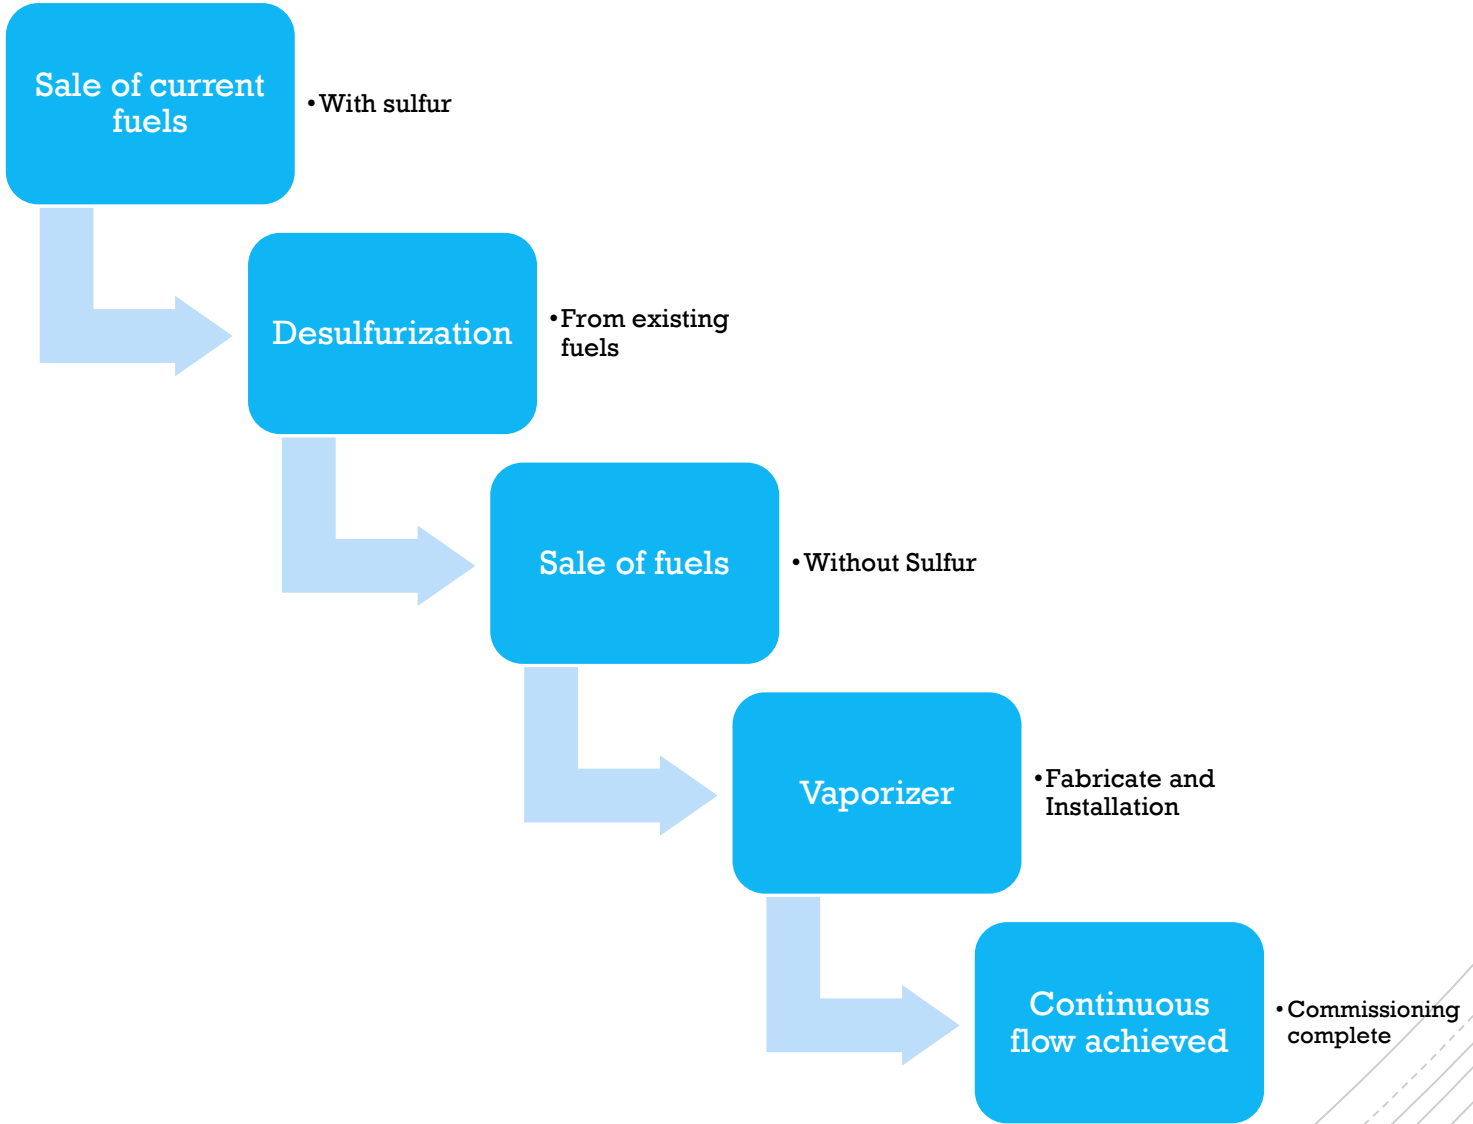 Sale of current
fuels
• With sulfur
Desulfurization
• From existing
fuels
Sale of fuels
• Without Sulfur
Vaporizer
• Fabricate and
Installation
Continuous
flow achieved
• Commissioning
complete